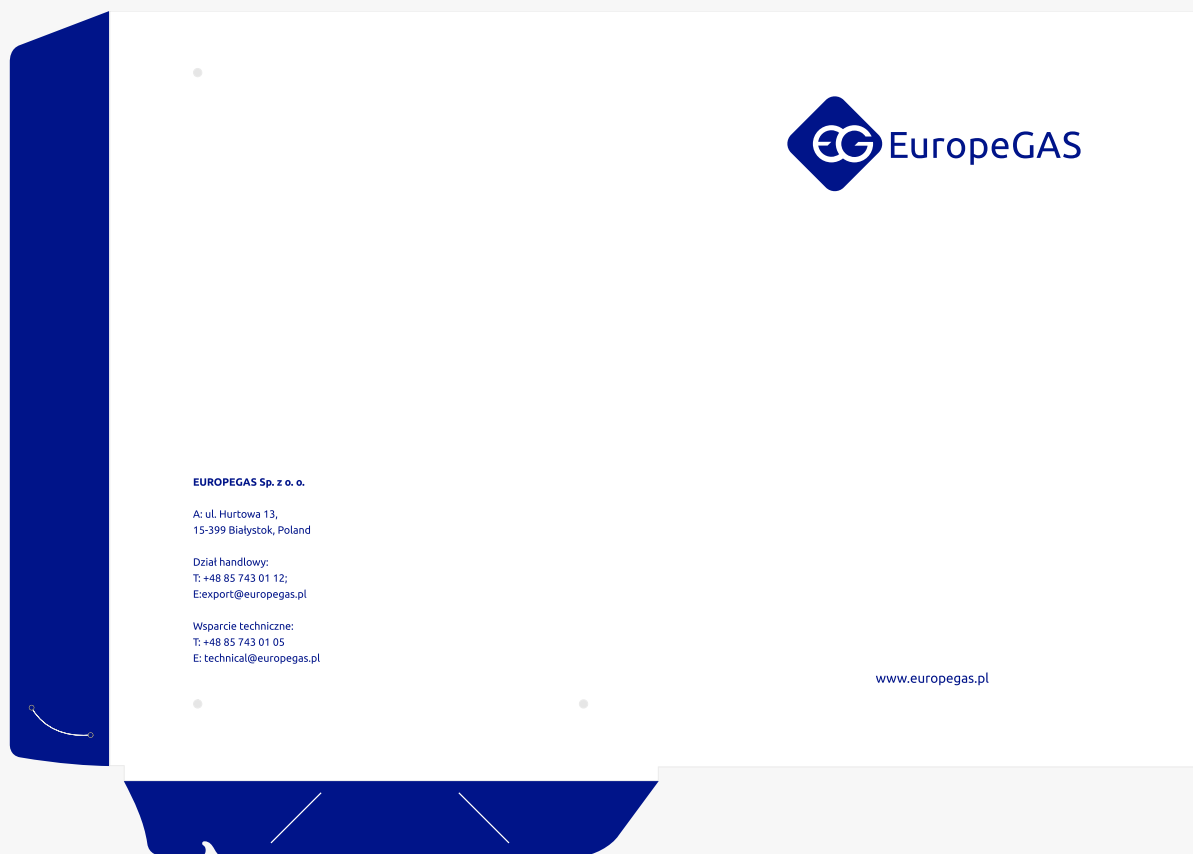 EG EuropeGAS
EUROPEGAS Sp. z o. o.
A: ul. Hurtowa 13,
15-399 Białystok, Poland
Dział handlowy:
T: +48 85 743 01 12;
E:export@europegas.pl
Wsparcie techniczne:
T: +48 85 743 01 05
E: technical@europegas.pl
www.europegas.pl